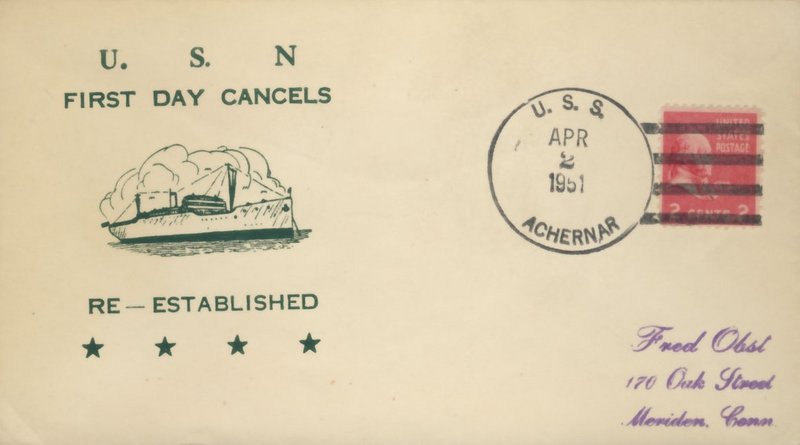 U. S. N
FIRST DAY CANCELS
RE—ESTABLISHED
U. S. S.
APR
2
1951
ACHERNAR
UNITED
STATES
POSTAGE
2 CENTS 2
Fred Obst
170 Oak Street
Meriden, Conn